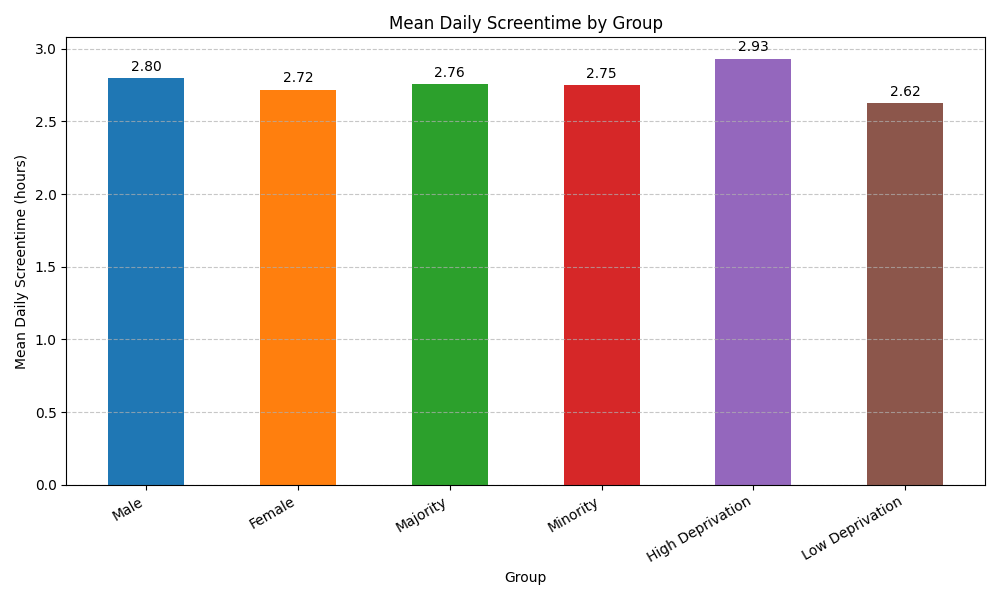 Mean Daily Screentime by Group
Mean Daily Screentime (hours)
3.0
2.5
2.0
1.5
1.0
0.5
0.0
2.80
2.72
2.76
2.75
2.93
2.62
Male
Female
Majority
Minority
High Deprivation
Low Deprivation
Group